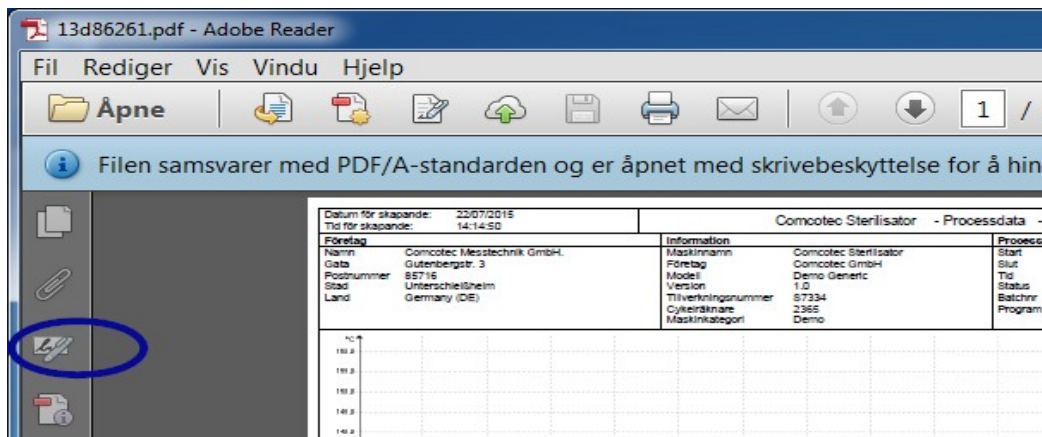 13d86261.pdf - Adobe Reader
Fil Rediger Vis Vindu Hjelp
Åpne 1 /
Filen samsvarer med PDF/A-standarden og er åpnet med skrivebeskyttelse for å hin
Datum för skapande: 22/07/2015
Tid för skapande: 14:14:50
Comcotec Sterilisator - Processdata -
Företag
Namn Comcotec Messtechnik GmbH.
Gata Gutenbergstr. 3
Postnummer 85716
Stad Unterschleißheim
Land Germany (DE)
Information
Maskinnamn Comcotec Sterilisator
Företag Comcotec GmbH
Modell Demo Generic
Version 1.0
Tillverkningsnummer S7334
Cykelräknare 2365
Maskinkategori Demo
Process
Start
Slut
Tid
Status
Batchnr
Program
°C